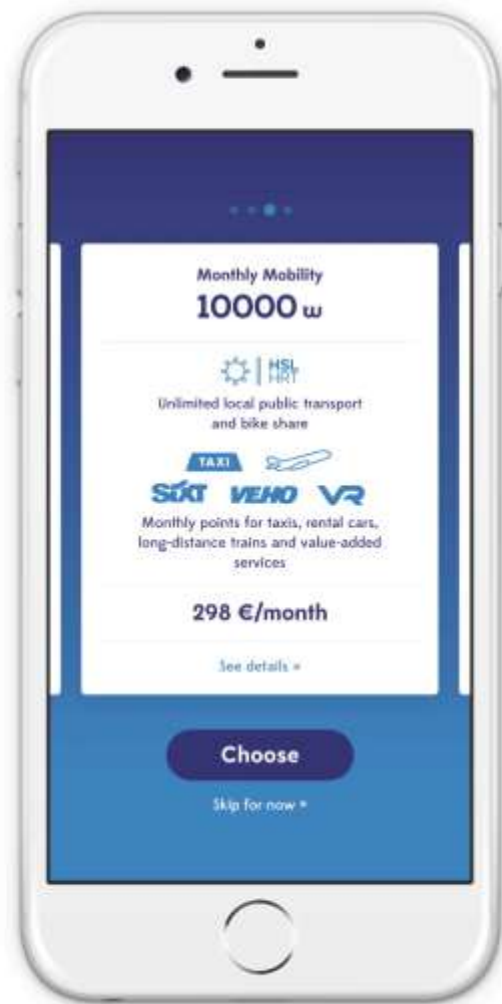 Monthly Mobility
10000 w
HSL
HRT
Unlimited local public transport
and bike share
TAXI
SIXT VEHO VR
Monthly points for taxis, rental cars,
long-distance trains and value-added
services
298 €/month
See details »
Choose
Skip for now »